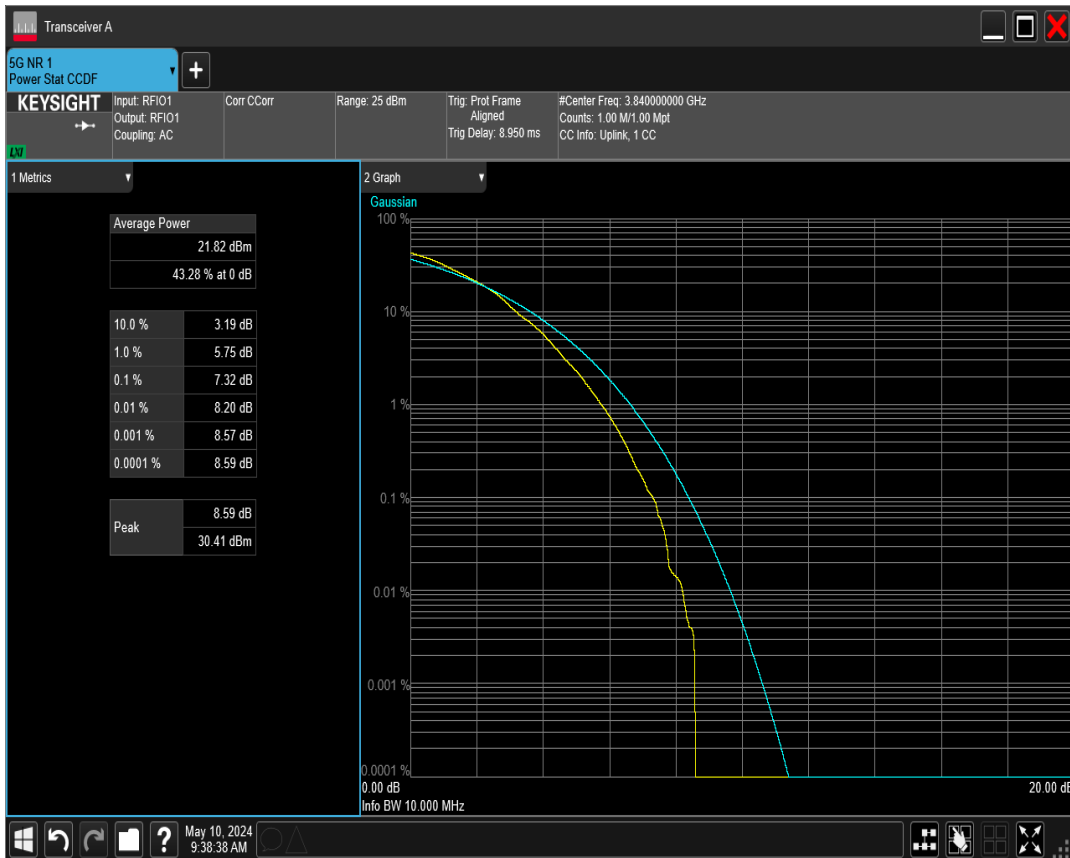 Transceiver A
5G NR 1
Power Stat CCDF
+
KEYSIGHT
LXI
Input: RFIO1
Output: RFIO1
Coupling: AC
Corr CCorr
Range: 25 dBm
Trig: Prot Frame
Aligned
Trig Delay: 8.950 ms
#Center Freq: 3.840000000 GHz
Counts: 1.00 M/1.00 Mpt
CC Info: Uplink, 1 CC
1 Metrics
Average Power
21.82 dBm
43.28 % at 0 dB
10.0 % 3.19 dB
1.0 % 5.75 dB
0.1 % 7.32 dB
0.01 % 8.20 dB
0.001 % 8.57 dB
0.0001 % 8.59 dB
Peak
8.59 dB
30.41 dBm
2 Graph
Gaussian
100 %
10 %
1 %
0.1 %
0.01 %
0.001 %
0.0001 %
0.00 dB 20.00 dB
Info BW 10.000 MHz
?
May 10, 2024
9:38:38 AM